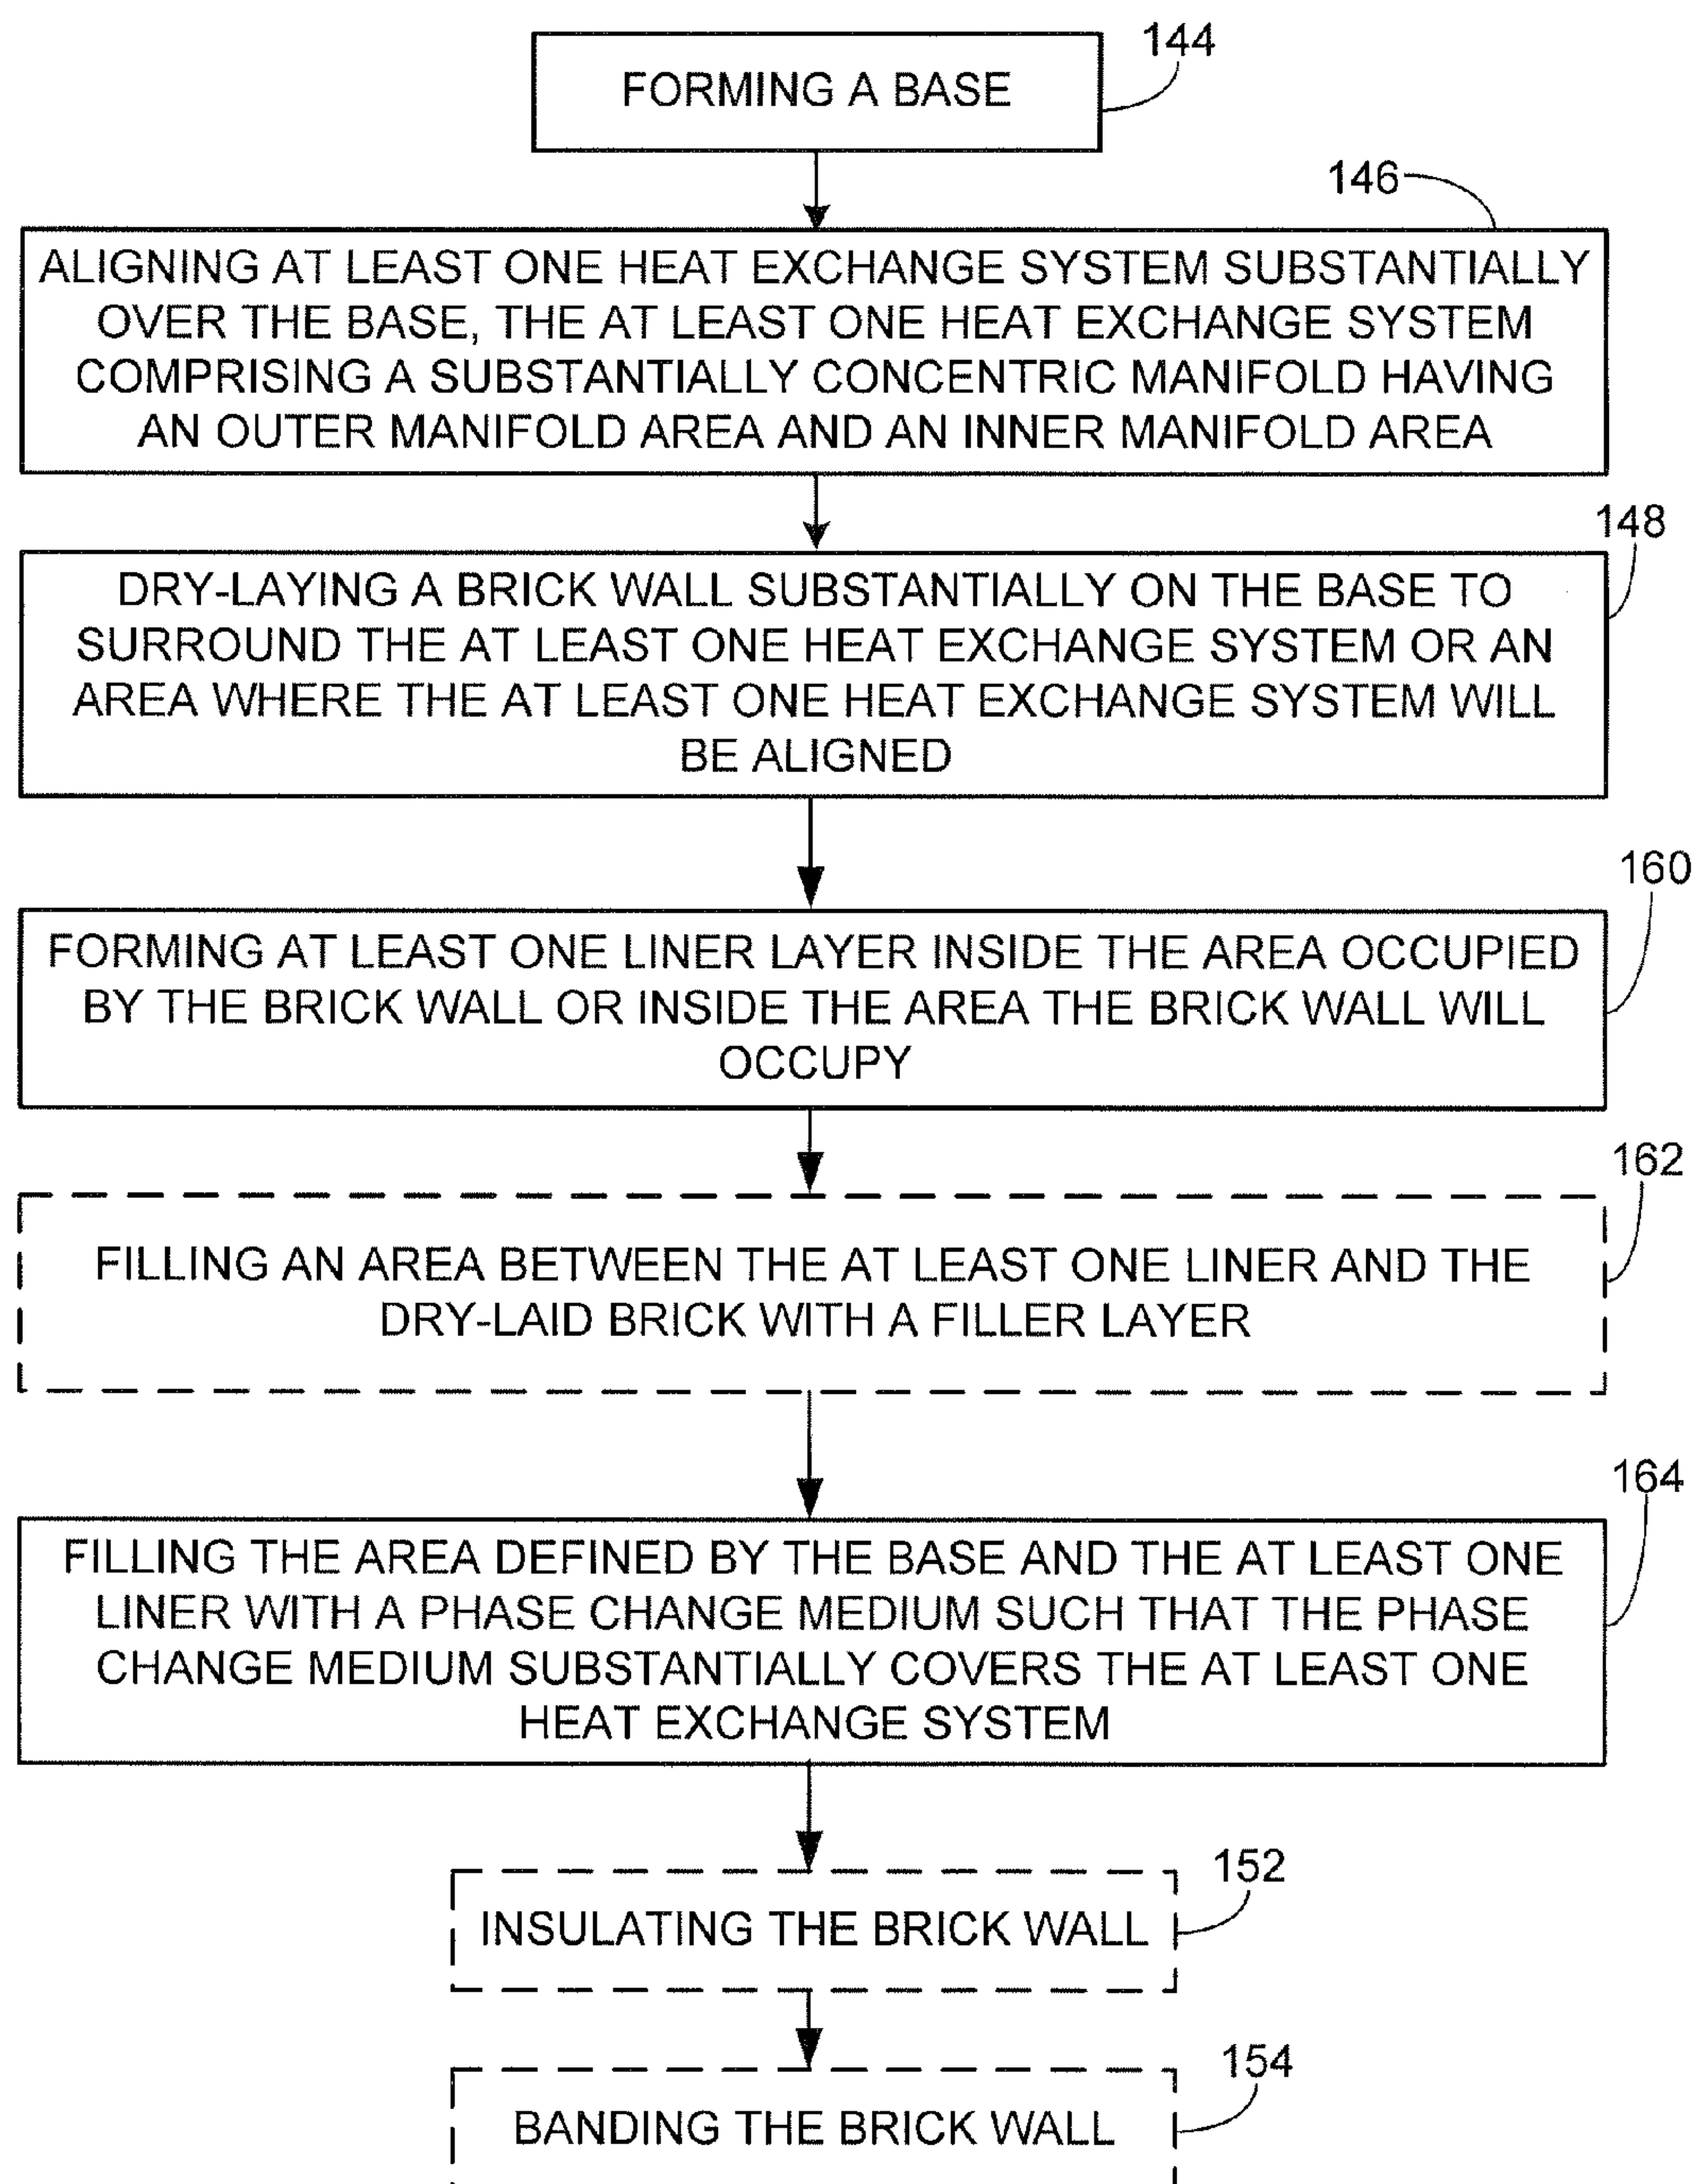 144
FORMING A BASE
146
ALIGNING AT LEAST ONE HEAT EXCHANGE SYSTEM SUBSTANTIALLY
OVER THE BASE, THE AT LEAST ONE HEAT EXCHANGE SYSTEM
COMPRISING A SUBSTANTIALLY CONCENTRIC MANIFOLD HAVING
AN OUTER MANIFOLD AREA AND AN INNER MANIFOLD AREA
148
DRY-LAYING A BRICK WALL SUBSTANTIALLY ON THE BASE TO
SURROUND THE AT LEAST ONE HEAT EXCHANGE SYSTEM OR AN
AREA WHERE THE AT LEAST ONE HEAT EXCHANGE SYSTEM WILL
BE ALIGNED
160
FORMING AT LEAST ONE LINER LAYER INSIDE THE AREA OCCUPIED
BY THE BRICK WALL OR INSIDE THE AREA THE BRICK WALL WILL
OCCUPY
162
FILLING AN AREA BETWEEN THE AT LEAST ONE LINER AND THE
DRY-LAID BRICK WITH A FILLER LAYER
164
FILLING THE AREA DEFINED BY THE BASE AND THE AT LEAST ONE
LINER WITH A PHASE CHANGE MEDIUM SUCH THAT THE PHASE
CHANGE MEDIUM SUBSTANTIALLY COVERS THE AT LEAST ONE
HEAT EXCHANGE SYSTEM
152
INSULATING THE BRICK WALL
154
BANDING THE BRICK WALL